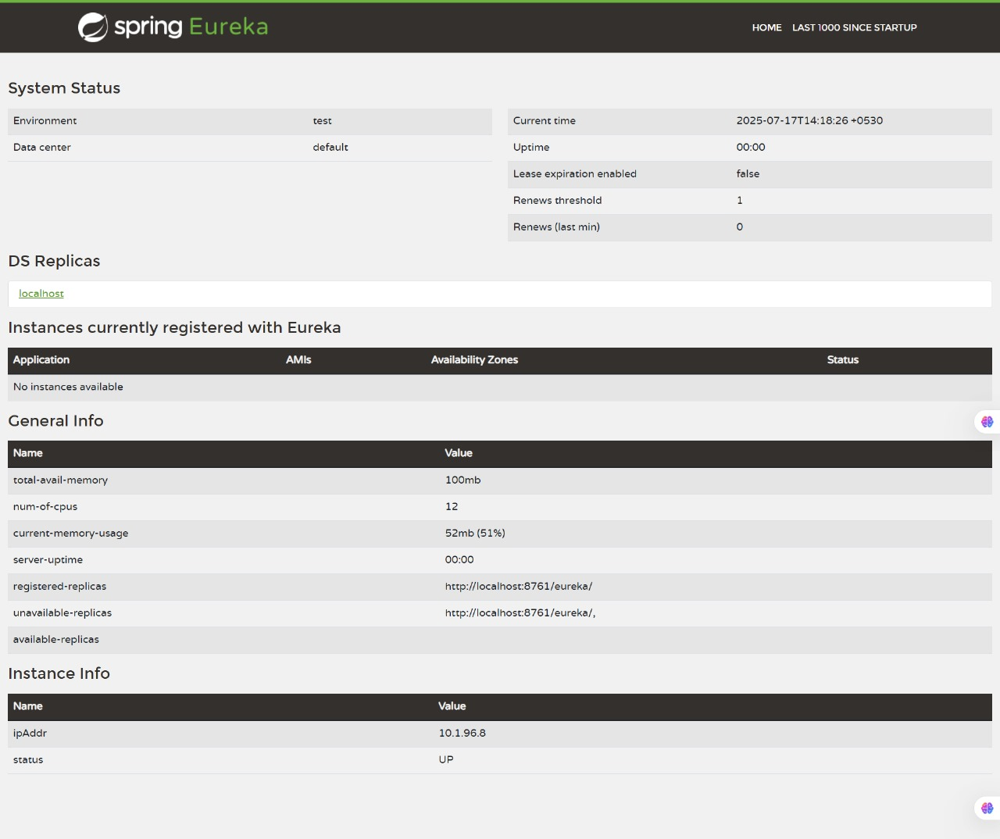 spring Eureka
HOME LAST 1000 SINCE STARTUP
System Status
Environment test
Data center default
Current time 2025-07-17T14:18:26 +0530
Uptime 00:00
Lease expiration enabled false
Renews threshold 1
Renews (last min) 0
DS Replicas
localhost
Instances currently registered with Eureka
Application AMIs Availability Zones Status
No instances available
General Info
Name Value
total-avail-memory 100mb
num-of-cpus 12
current-memory-usage 52mb (51%)
server-uptime 00:00
registered-replicas http://localhost:8761/eureka/
unavailable-replicas http://localhost:8761/eureka/,
available-replicas
Instance Info
Name Value
ipAddr 10.1.96.8
status UP